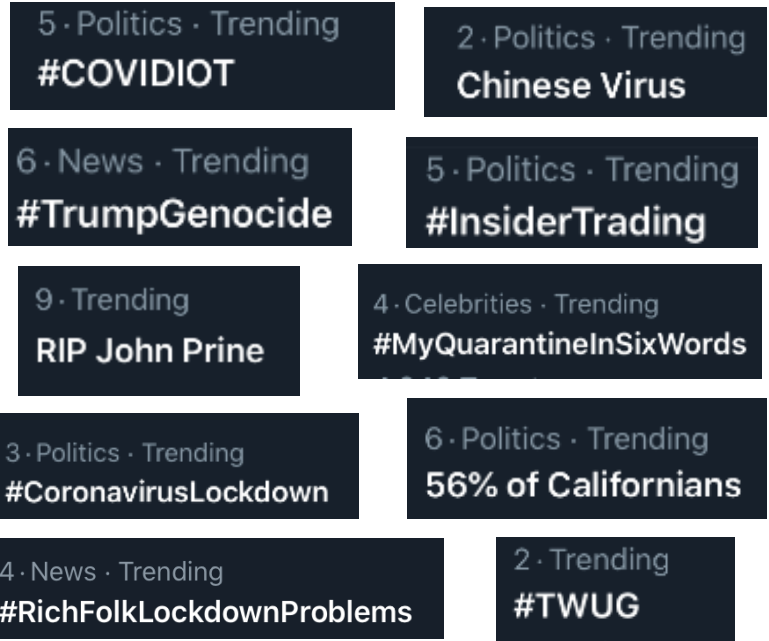 5 · Politics · Trending
#COVIDIOT
2 · Politics · Trending
Chinese Virus
6 · News · Trending
#TrumpGenocide
5 · Politics · Trending
#InsiderTrading
9 · Trending
RIP John Prine
4 · Celebrities · Trending
#MyQuarantineInSixWords
3 · Politics · Trending
#CoronavirusLockdown
6 · Politics · Trending
56% of Californians
4 · News · Trending
#RichFolkLockdownProblems
2 · Trending
#TWUG